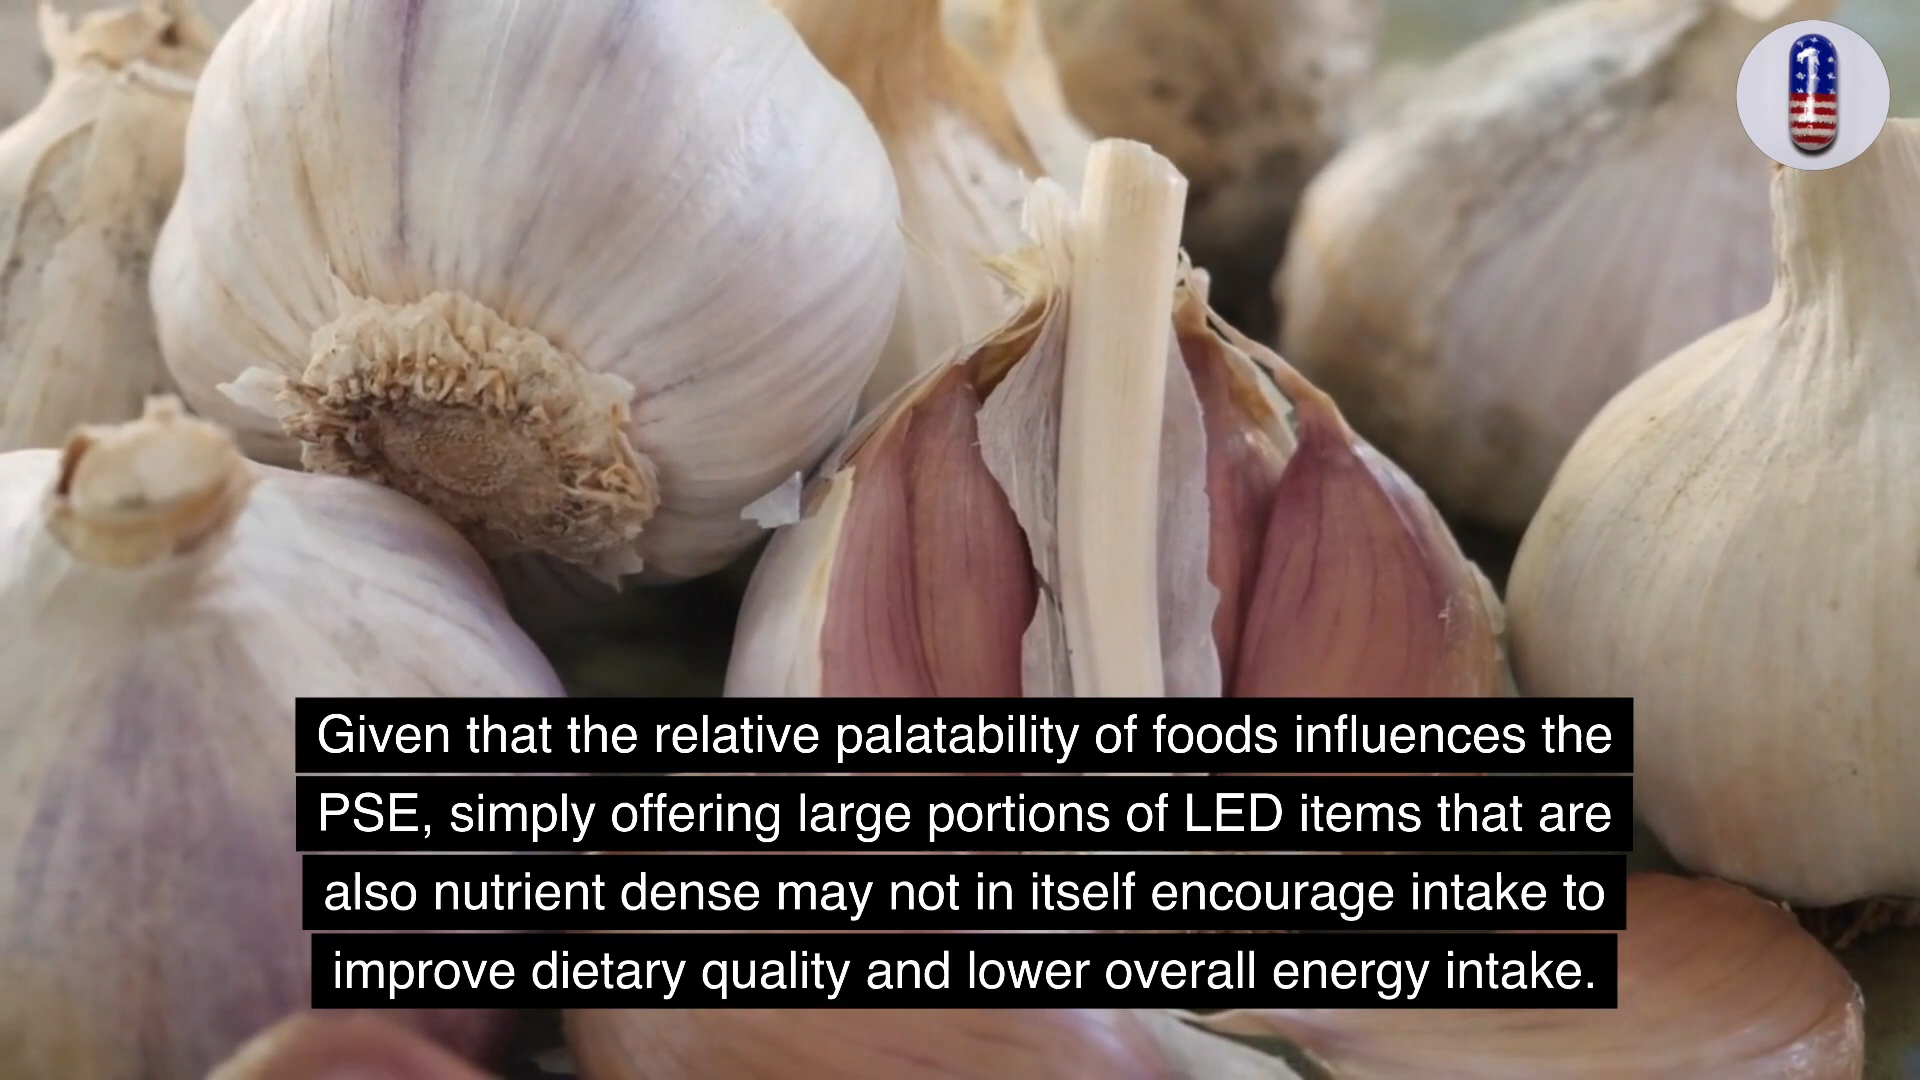 Given that the relative palatability of foods influences the
PSE, simply offering large portions of LED items that are
also nutrient dense may not in itself encourage intake to
improve dietary quality and lower overall energy intake.